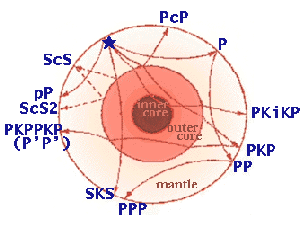 PcP
ScS
P
pP
ScS2
inner
core
PKiKP
PKPPKP
(P'P')
outer
core
PKP
PP
mantle
SKS
PPP